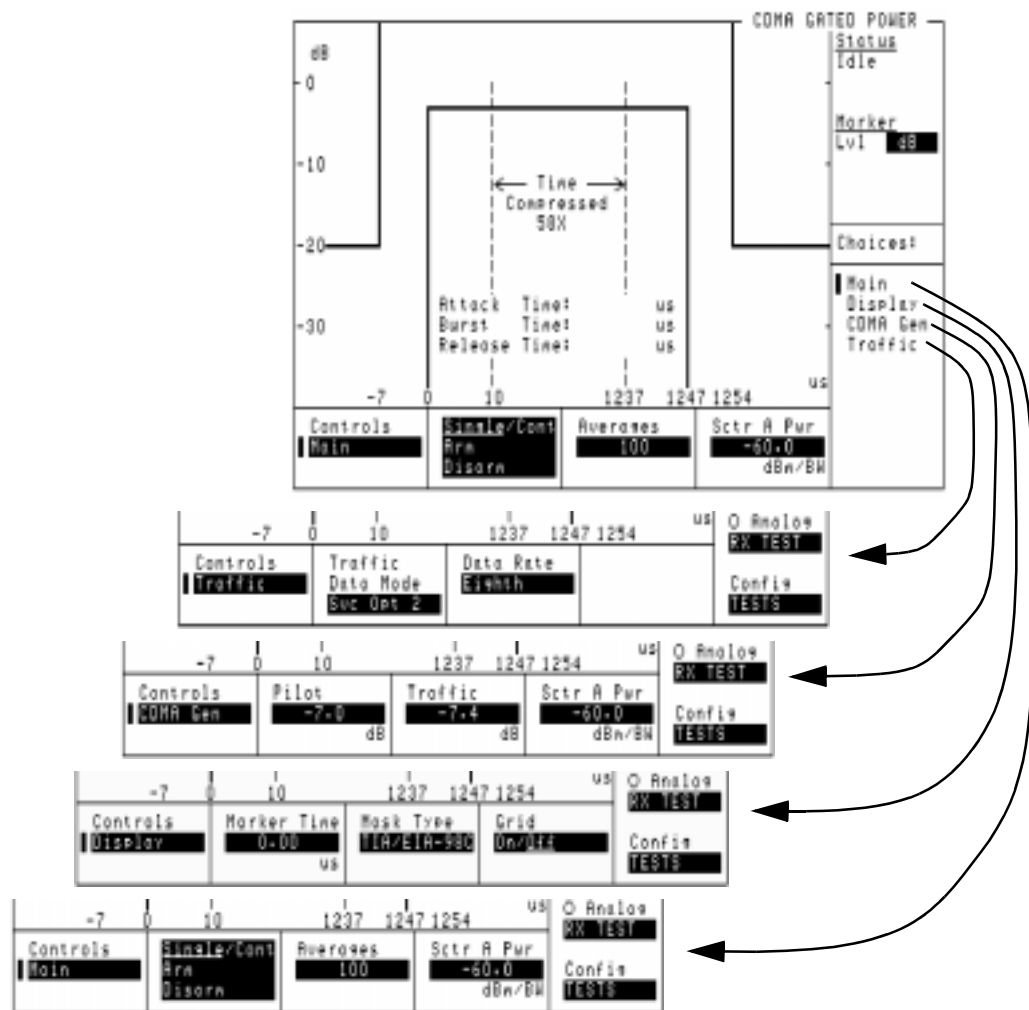 CDMA GATED POWER
Status
Idle
dB
0
-10
-20
-30
Marker
Lvl dB
Time
Compressed
50X
Choices:
Main
Display
CDMA Gen
Traffic
Attack Time: us
Burst Time: us
Release Time: us
us
-7 0 10 1237 1247 1254
Controls
Main
Single/Cont
Arm
Disarm
Averages
100
Sctr A Pwr
-60.0
dBm/BW
us
-7 0 10 1237 1247 1254
Controls
Traffic
Traffic
Data Mode
Svc Opt 2
Data Rate
Eighth
O Analog
RX TEST
Config
TESTS
us
-7 0 10 1237 1247 1254
Controls
CDMA Gen
Pilot
-7.0
dB
Traffic
-7.4
dB
Sctr A Pwr
-60.0
dBm/BW
O Analog
RX TEST
Config
TESTS
us
-7 0 10 1237 1247 1254
Controls
Display
Marker Time
0.00
us
Mask Type
TIA/EIA-98C
Grid
On/Off
O Analog
RX TEST
Config
TESTS
us
-7 0 10 1237 1247 1254
Controls
Main
Single/Cont
Arm
Disarm
Averages
100
Sctr A Pwr
-60.0
dBm/BW
O Analog
RX TEST
Config
TESTS